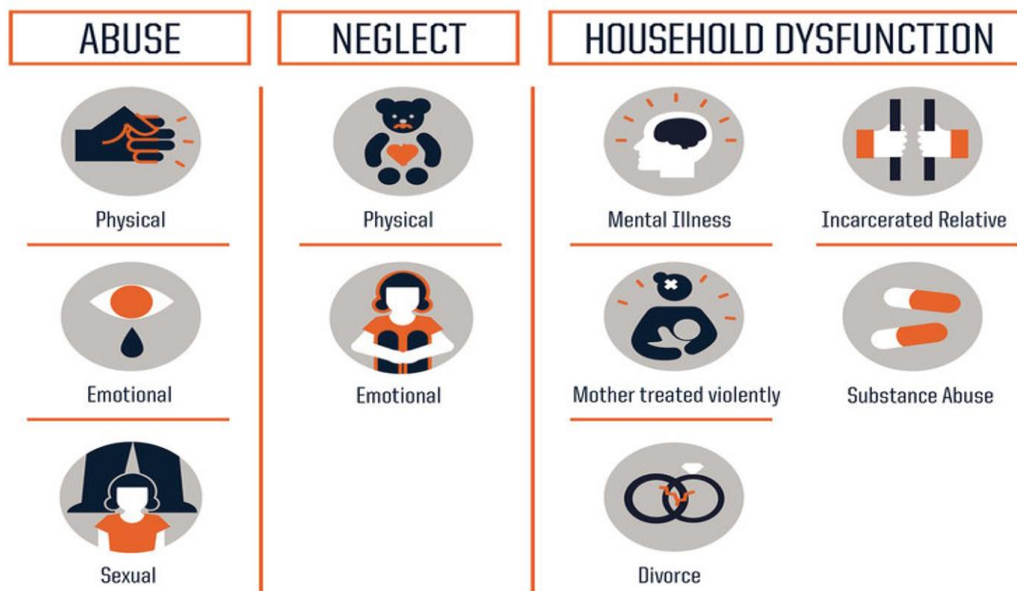 ABUSE
NEGLECT
HOUSEHOLD DYSFUNCTION
Physical
Physical
Mental Illness
Incarcerated Relative
Emotional
Emotional
Mother treated violently
Substance Abuse
Sexual
Divorce